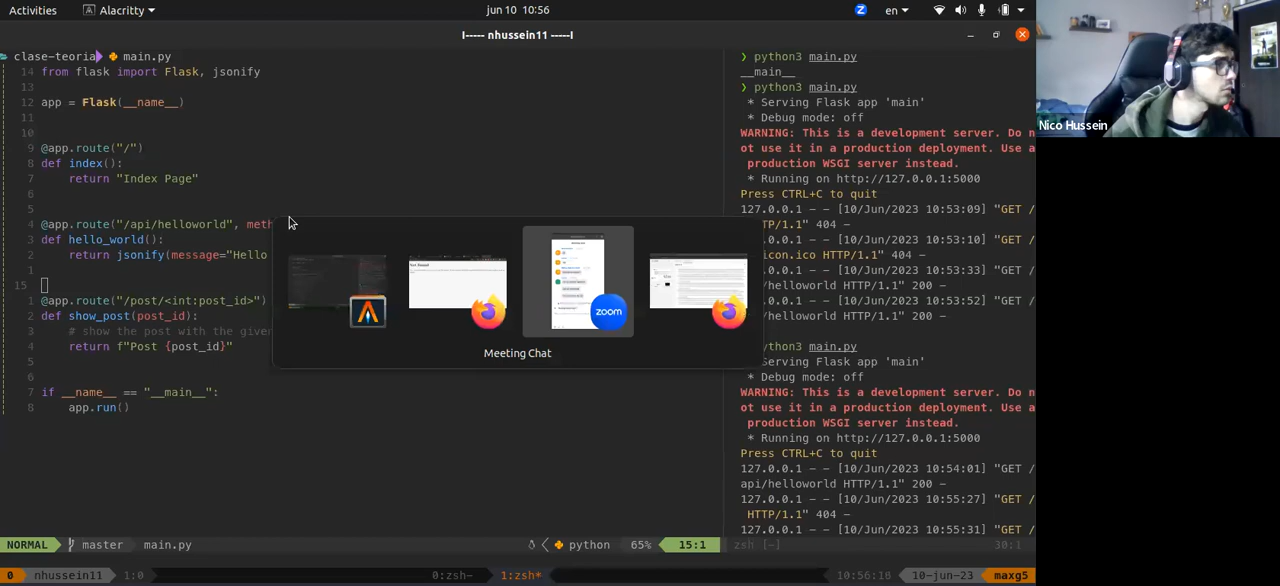 Activities
Alacritty
jun 10 10:56
en
I----- nhussein11 -----I
clase-teoria main.py
14 from flask import Flask, jsonify
13
12 app = Flask(__name__)
11
10
9 @app.route("/")
8 def index():
7 return "Index Page"
6
5
4 @app.route("/api/helloworld", meth
3 def hello_world():
2 return jsonify(message="Hello
1
15
1 @app.route("/post/<int:post_id>")
2 def show_post(post_id):
3 # show the post with the given
4 return f"Post {post_id}"
5
6
7 if __name__ == "__main__":
8 app.run()
zoom
Meeting Chat
❯ python3 main.py
__main__
❯ python3 main.py
* Serving Flask app 'main'
* Debug mode: off
WARNING: This is a development server. Do n
ot use it in a production deployment. Use a
production WSGI server instead.
* Running on http://127.0.0.1:5000
Press CTRL+C to quit
127.0.0.1 - - [10/Jun/2023 10:53:09] "GET /
TP/1.1" 404 -
127.0.0.1 - - [10/Jun/2023 10:53:10] "GET /
icon.ico HTTP/1.1" 404 -
127.0.0.1 - - [10/Jun/2023 10:53:33] "GET /
helloworld HTTP/1.1" 200 -
127.0.0.1 - - [10/Jun/2023 10:53:52] "GET /
helloworld HTTP/1.1" 200 -
python3 main.py
Serving Flask app 'main'
* Debug mode: off
WARNING: This is a development server. Do n
ot use it in a production deployment. Use a
production WSGI server instead.
* Running on http://127.0.0.1:5000
Press CTRL+C to quit
127.0.0.1 - - [10/Jun/2023 10:54:01] "GET /
api/helloworld HTTP/1.1" 200 -
127.0.0.1 - - [10/Jun/2023 10:55:27] "GET /
HTTP/1.1" 404 -
127.0.0.1 - - [10/Jun/2023 10:55:31] "GET /
Nico Hussein
NORMAL master main.py python 65% 15:1
zsh [-] 30:1
0 nhussein11 1:0 0:zsh- 1:zsh* 10:56:18 10-jun-23 maxg5